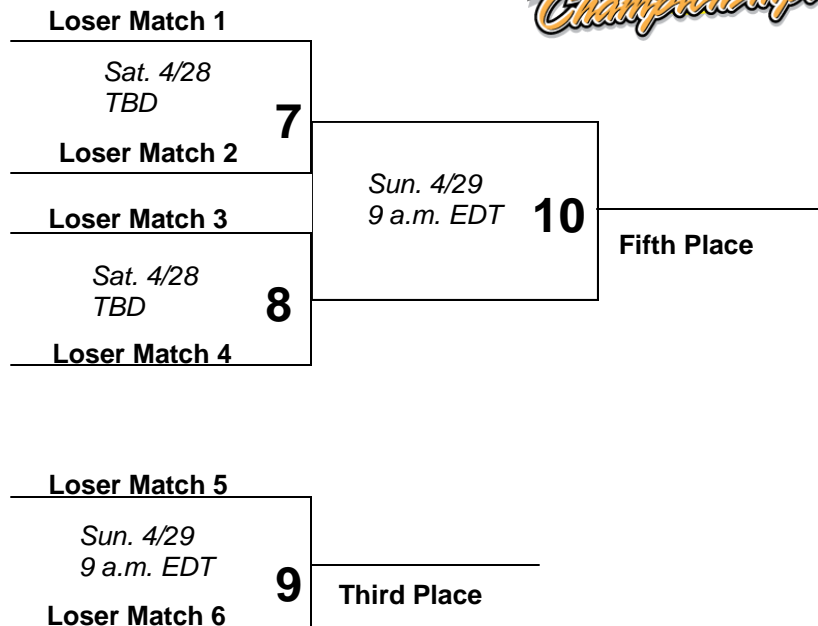 Championship
Loser Match 1
Sat. 4/28
TBD
7
Loser Match 2
Sun. 4/29
9 a.m. EDT
10
Fifth Place
Loser Match 3
Sat. 4/28
TBD
8
Loser Match 4
Loser Match 5
Sun. 4/29
9 a.m. EDT
9
Third Place
Loser Match 6